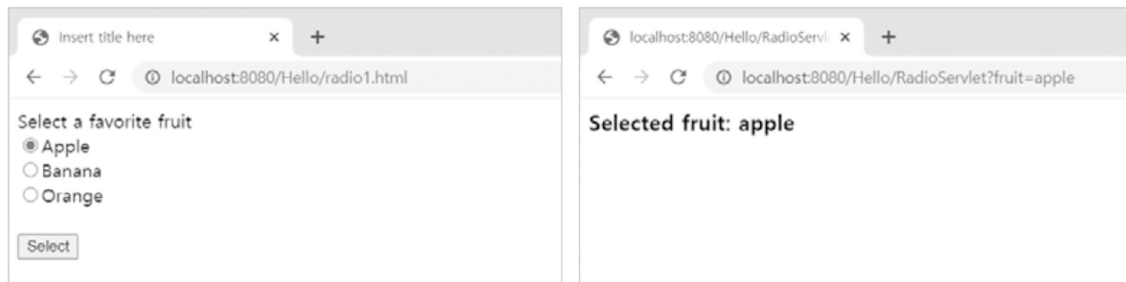 Insert title here
localhost:8080/Hello/radio1.html
Select a favorite fruit
Apple
Banana
Orange
Select
localhost:8080/Hello/RadioServl
localhost:8080/Hello/RadioServlet?fruit=apple
Selected fruit: apple